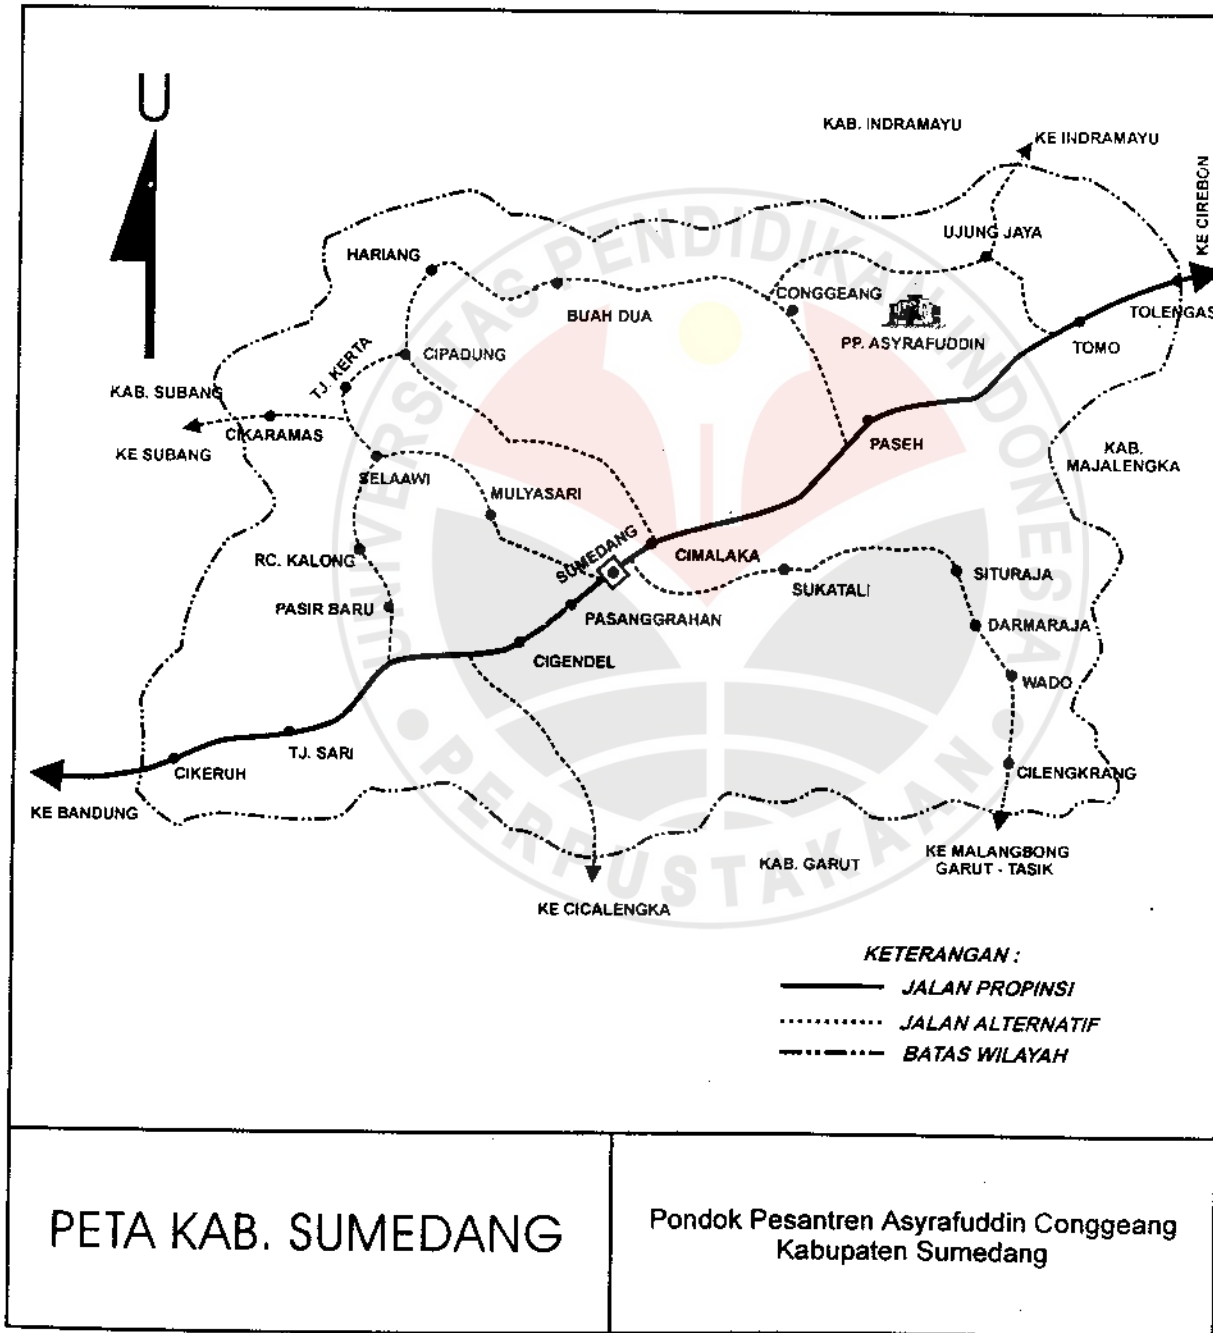 U
KAB. INDRAMAYU
KE INDRAMAYU
KE CIREBON
UJUNG JAYA
HARIANG
CONGGEANG
BUAH DUA
TOLENGAS
PP. ASYRAFUDDIN
TOMO
TJ. KERTA
CIPADUNG
KAB. SUBANG
CIKARAMAS
KE SUBANG
PASEH
KAB.
MAJALENGKA
SELAAWI
MULYASARI
SUMEDANG
CIMALAKA
RC. KALONG
SUKATALI
SITURAJA
PASIR BARU
PASANGGRAHAN
DARMARAJA
CIGENDEL
WADO
TJ. SARI
CIKERUH
CILENGKRANG
KE BANDUNG
KAB. GARUT
KE MALANGBONG
GARUT - TASIK
KE CICALENGKA
UNIVERSITAS PENDIDIKAN INDONESIA
PERPUSTAKAAN
KETERANGAN :
JALAN PROPINSI
JALAN ALTERNATIF
BATAS WILAYAH
PETA KAB. SUMEDANG
Pondok Pesantren Asyrafuddin Conggeang
Kabupaten Sumedang